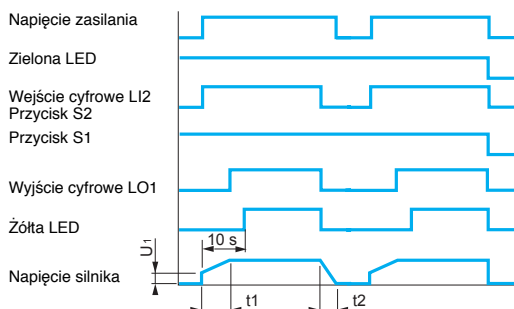 Napięcie zasilania
Zielona LED
Wejście cyfrowe LI2
Przycisk S2
Przycisk S1
Wyjście cyfrowe LO1
Żółta LED
10 s
U1
Napięcie silnika
t1
t2